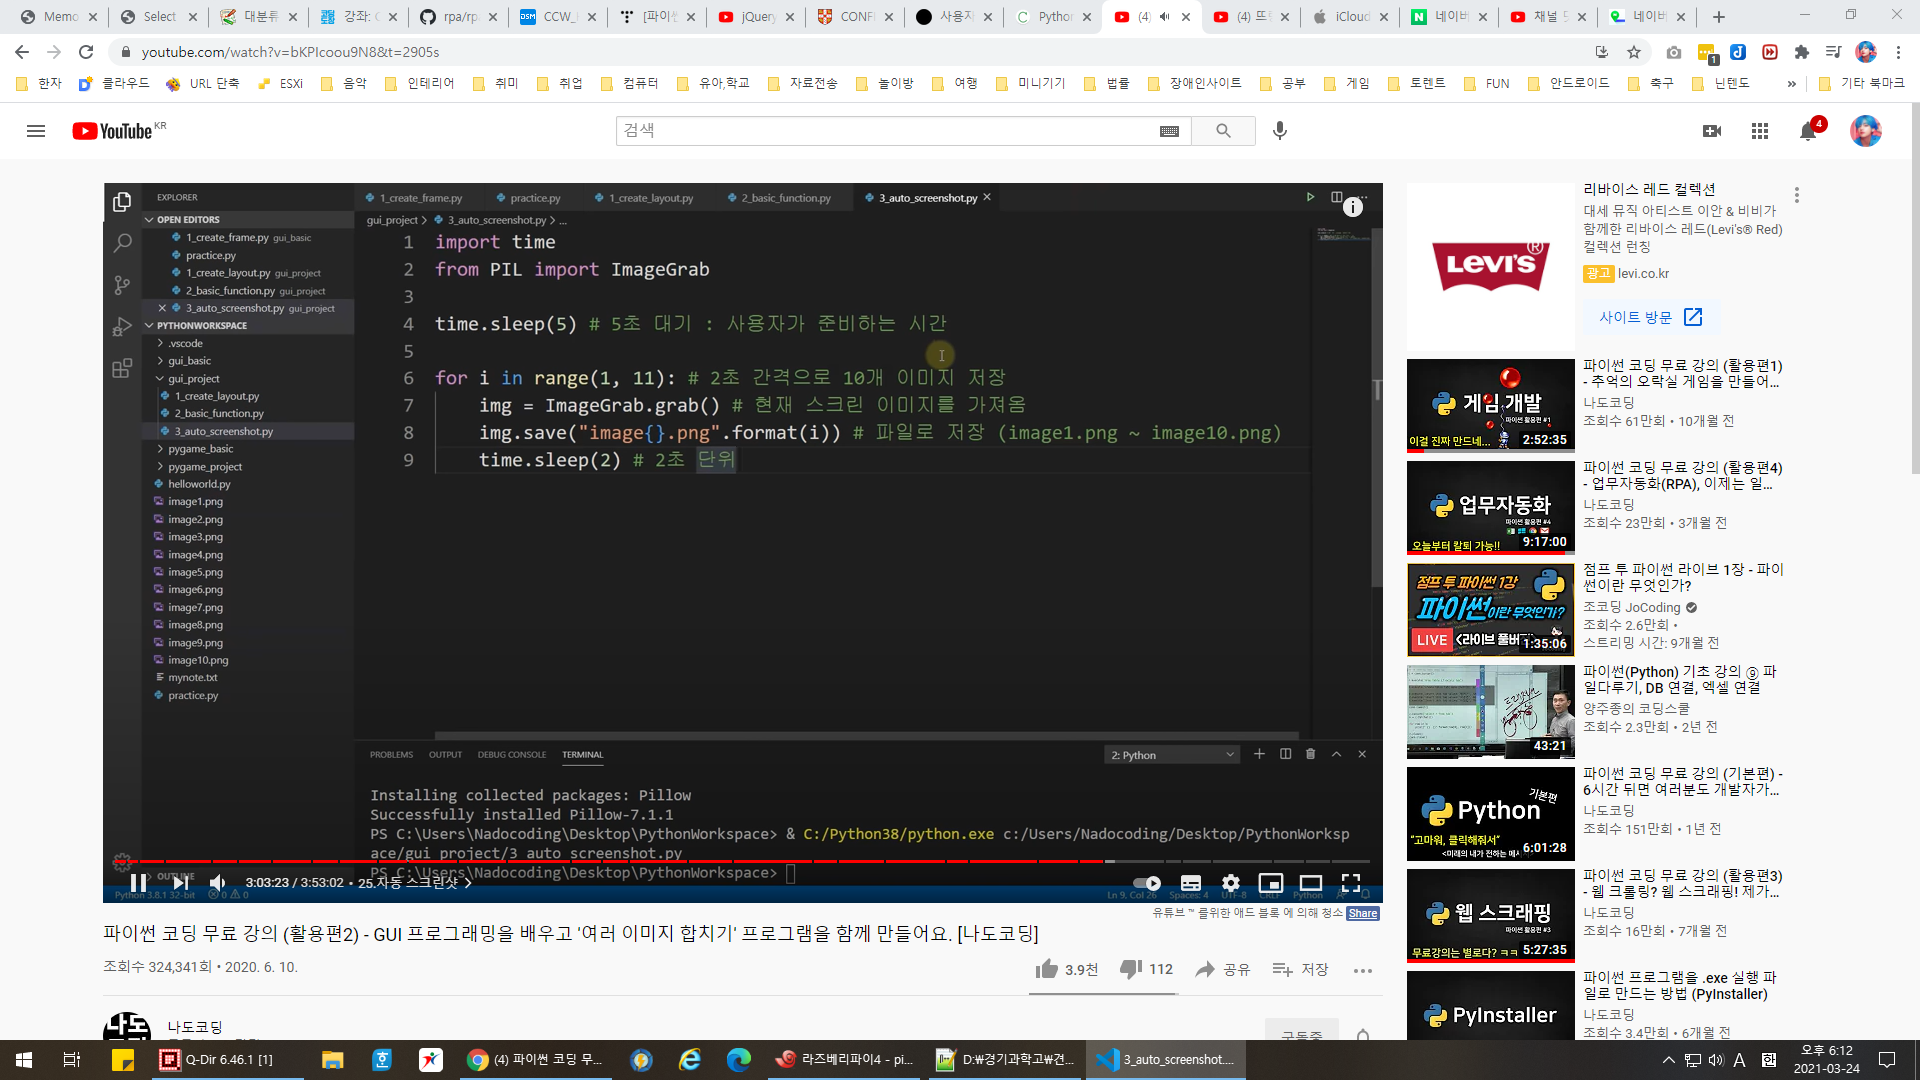 Memo
Select
대분류
강좌: C
rpa/rp
CCW_
[파이썬
jQuery
CONFI
사용자
Python
(4)
(4) 뜨
iCloud
네이버
채널 5
네이버
youtube.com/watch?v=bKPIcoou9N8&t=2905s
한자
클라우드
URL 단축
ESXi
음악
인테리어
취미
취업
컴퓨터
유아,학교
자료전송
놀이방
여행
미니기기
법률
장애인사이트
공부
게임
토렌트
FUN
안드로이드
축구
닌텐도
»
기타 북마크
YouTube KR
검색
4
EXPLORER
OPEN EDITORS
1_create_frame.py gui_basic
practice.py
1_create_layout.py gui_project
2_basic_function.py gui_project
3_auto_screenshot.py gui_project
PYTHONWORKSPACE
.vscode
gui_basic
gui_project
1_create_layout.py
2_basic_function.py
3_auto_screenshot.py
pygame_basic
pygame_project
helloworld.py
image1.png
image2.png
image3.png
image4.png
image5.png
image6.png
image7.png
image8.png
image9.png
image10.png
mynote.txt
practice.py
OUTLINE
1_create_frame.py
practice.py
1_create_layout.py
2_basic_function.py
3_auto_screenshot.py
gui_project > 3_auto_screenshot.py > ...
1 import time
2 from PIL import ImageGrab
3
4 time.sleep(5) # 5초 대기 : 사용자가 준비하는 시간
5
6 for i in range(1, 11): # 2초 간격으로 10개 이미지 저장
7 img = ImageGrab.grab() # 현재 스크린 이미지를 가져옴
8 img.save("image{}.png".format(i)) # 파일로 저장 (image1.png ~ image10.png)
9 time.sleep(2) # 2초 단위
PROBLEMS OUTPUT DEBUG CONSOLE TERMINAL
2: Python
Installing collected packages: Pillow
Successfully installed Pillow-7.1.1
PS C:\Users\Nadocoding\Desktop\PythonWorkspace> & C:/Python38/python.exe c:/Users/Nadocoding/Desktop/PythonWorksp
ace/gui_project/3_auto_screenshot.py
PS C:\Users\Nadocoding\Desktop\PythonWorkspace>
3:03:23 / 3:53:02 • 25.자동 스크린샷 >
Python 3.8.1 32-bit 0 0
Ln 9, Col 26 Spaces: 4 UTF-8 CRLF Python
유튜브™ 를위한 애드 블록 에 의해 청소 Share
파이썬 코딩 무료 강의 (활용편2) - GUI 프로그래밍을 배우고 '여러 이미지 합치기' 프로그램을 함께 만들어요. [나도코딩]
조회수 324,341회 • 2020. 6. 10.
3.9천
112
공유
저장
나도코딩
구독중
리바이스 레드 컬렉션
대세 뮤직 아티스트 이안 & 비비가
함께한 리바이스 레드(Levi's® Red)
컬렉션 런칭
광고 levi.co.kr
사이트 방문
LEVI'S ®
게임 개발
파이썬 활용편 #1
이걸 진짜 만드네...
2:52:35
파이썬 코딩 무료 강의 (활용편1)
- 추억의 오락실 게임을 만들어...
나도코딩
조회수 61만회 • 10개월 전
업무자동화
파이썬 활용편 #4
오늘부터 칼퇴 가능!!
9:17:00
파이썬 코딩 무료 강의 (활용편4)
- 업무자동화(RPA), 이제는 일...
나도코딩
조회수 23만회 • 3개월 전
점프 투 파이썬 1강
파이썬이란 무엇인가?
LIVE
<라이브 풀버
1:35:06
점프 투 파이썬 라이브 1장 - 파이
썬이란 무엇인가?
조코딩 JoCoding
조회수 2.6만회 •
스트리밍 시간: 9개월 전
43:21
파이썬(Python) 기초 강의 ⑨ 파
일다루기, DB 연결, 엑셀 연결
양주종의 코딩스쿨
조회수 2.3만회 • 2년 전
기본편
Python
"고마워, 클릭해줘서"
<미래의 내가 전하는 메시
6:01:28
파이썬 코딩 무료 강의 (기본편) -
6시간 뒤면 여러분도 개발자가...
나도코딩
조회수 151만회 • 1년 전
웹 스크래핑
파이썬 활용편 #3
무료강의는 별로다? ㅋㅋ
5:27:35
파이썬 코딩 무료 강의 (활용편3)
- 웹 크롤링? 웹 스크래핑! 제가...
나도코딩
조회수 16만회 • 7개월 전
PyInstaller
파이썬 프로그램을 .exe 실행 파
일로 만드는 방법 (PyInstaller)
나도코딩
조회수 3.4만회 • 6개월 전
Q-Dir 6.46.1 [1]
(4) 파이썬 코딩 무...
라즈베리파이4 - pi...
D:₩경기과학고₩견...
3_auto_screenshot....
A
한
오후 6:12
2021-03-24